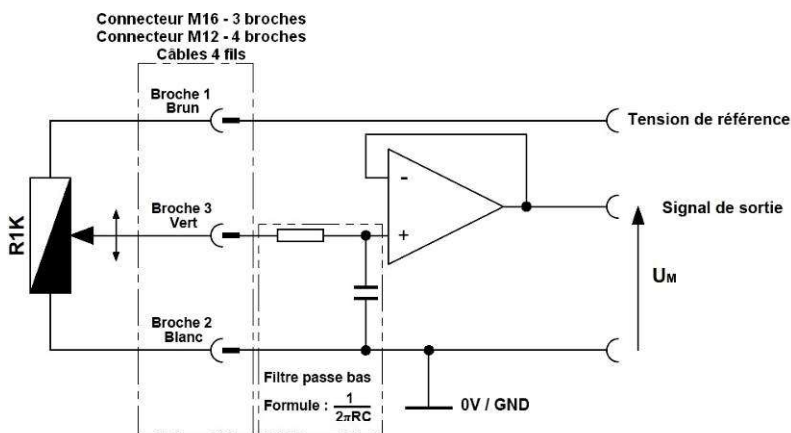 Connecteur M16 - 3 broches
Connecteur M12 - 4 broches
Câbles 4 fils
Broche 1
Brun
Tension de référence
-
Broche 3
Vert
+
Signal de sortie
R1K
UM
Broche 2
Blanc
Filtre passe bas
Formule : 1/2πRC
0V / GND